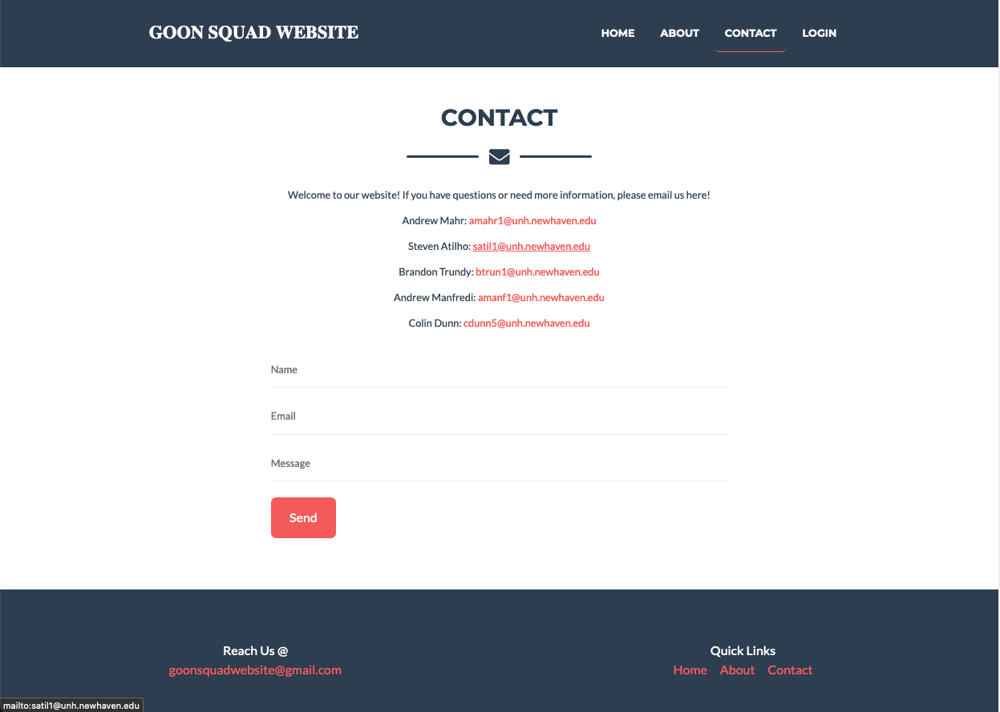 GOON SQUAD WEBSITE
HOME ABOUT CONTACT LOGIN
CONTACT
Welcome to our website! If you have questions or need more information, please email us here!
Andrew Mahr: amahr1@unh.newhaven.edu
Steven Atilho: satil1@unh.newhaven.edu
Brandon Trundy: btrun1@unh.newhaven.edu
Andrew Manfredi: amanf1@unh.newhaven.edu
Colin Dunn: cdunn5@unh.newhaven.edu
Name
Email
Message
Send
Reach Us @
goonsquadwebsite@gmail.com
Quick Links
Home About Contact
mailto:satil1@unh.newhaven.edu